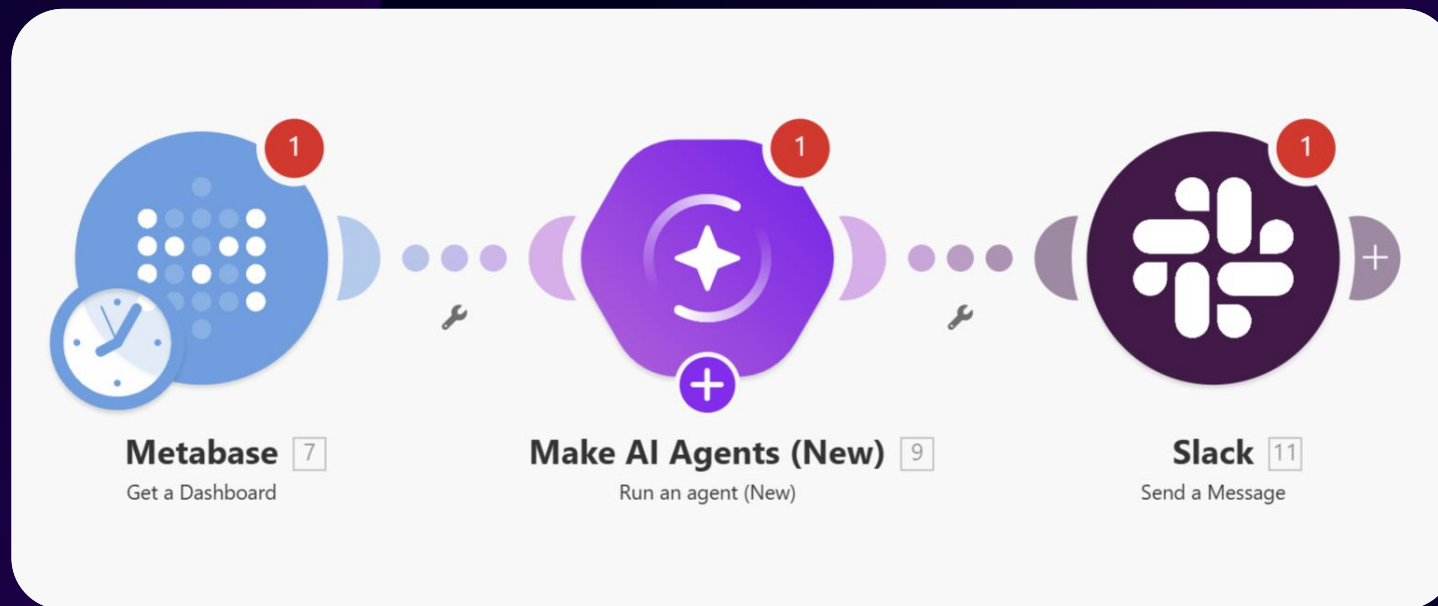 1
1
1
Metabase 7
Get a Dashboard
Make AI Agents (New) 9
Run an agent (New)
Slack 11
Send a Message